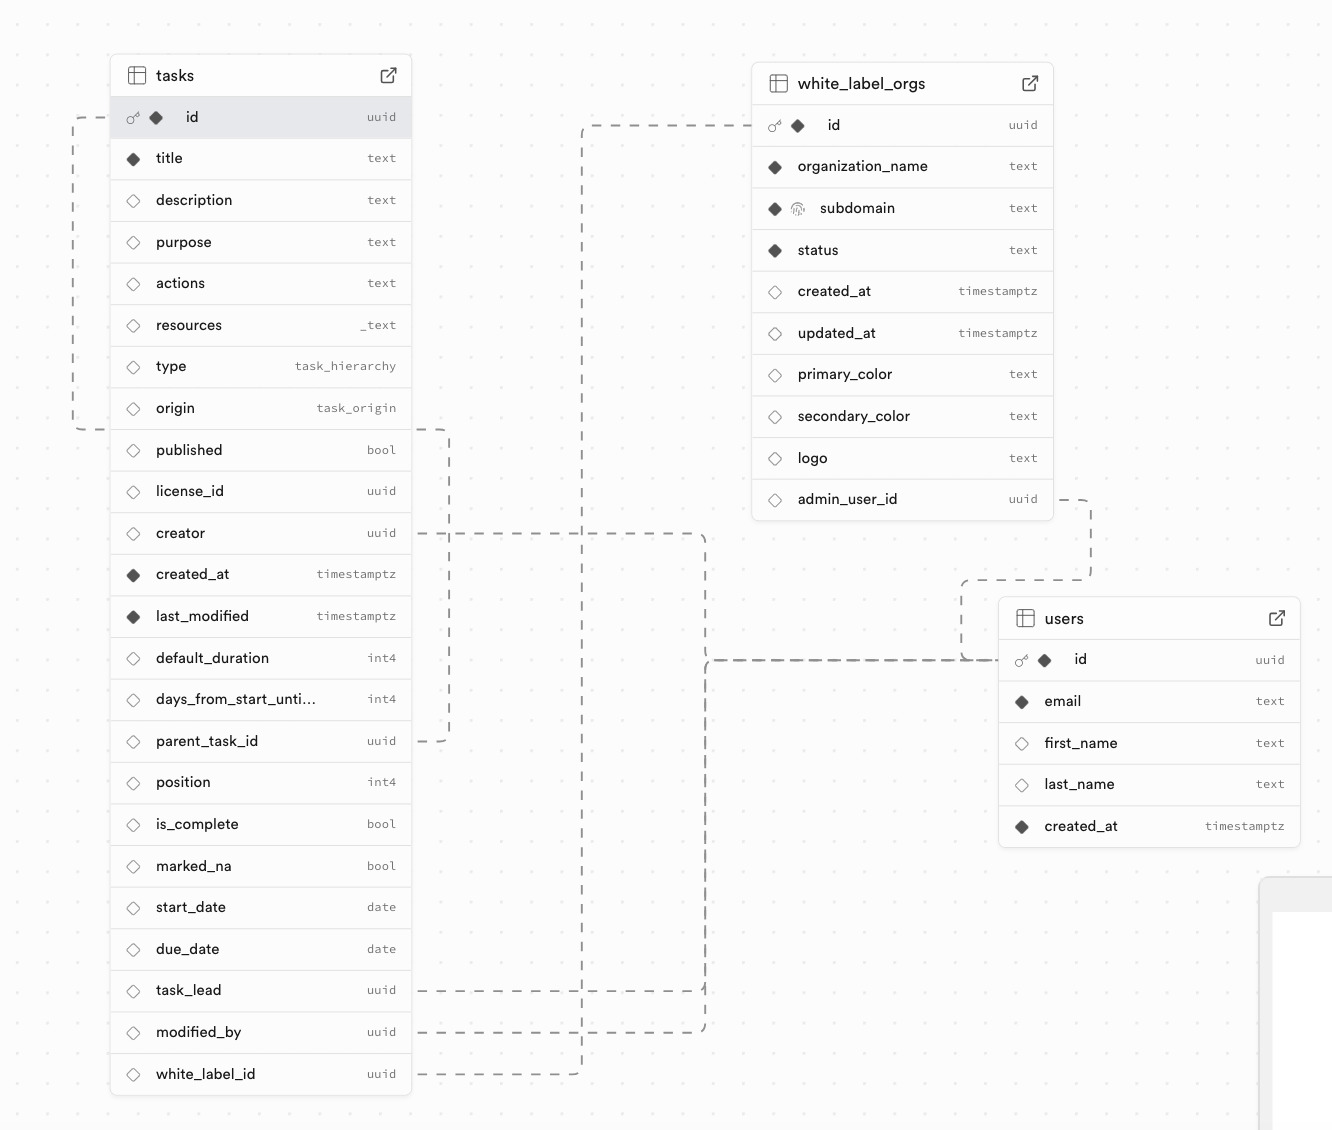 tasks
id uuid
title text
description text
purpose text
actions text
resources _text
type task_hierarchy
origin task_origin
published bool
license_id uuid
creator uuid
created_at timestamptz
last_modified timestamptz
default_duration int4
days_from_start_unti... int4
parent_task_id uuid
position int4
is_complete bool
marked_na bool
start_date date
due_date date
task_lead uuid
modified_by uuid
white_label_id uuid
white_label_orgs
id uuid
organization_name text
subdomain text
status text
created_at timestamptz
updated_at timestamptz
primary_color text
secondary_color text
logo text
admin_user_id uuid
users
id uuid
email text
first_name text
last_name text
created_at timestamptz